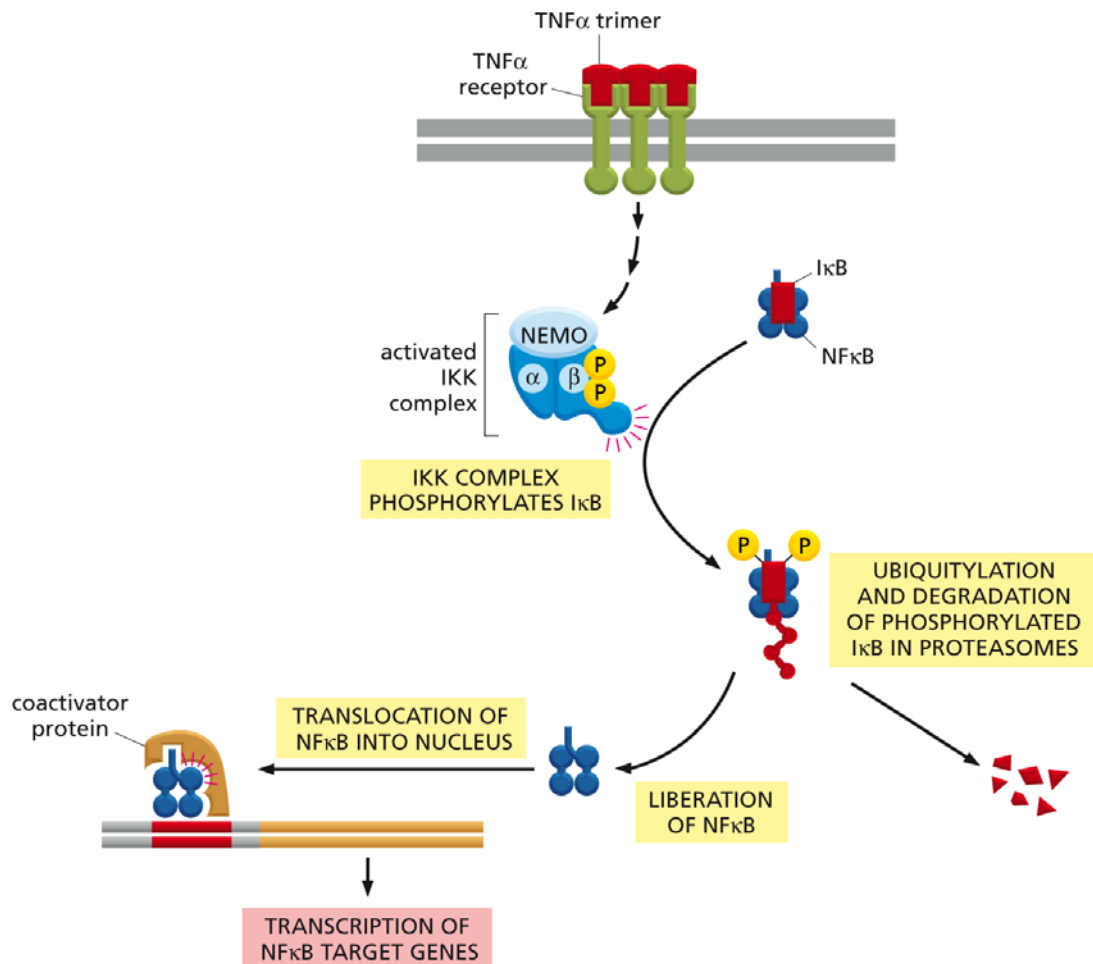 TNFα trimer
TNFα
receptor
IκB
NFκB
NEMO
α
β
P
P
activated
IKK
complex
IKK COMPLEX
PHOSPHORYLATES IκB
P
P
UBIQUITYLATION
AND DEGRADATION
OF PHOSPHORYLATED
IκB IN PROTEASOMES
coactivator
protein
TRANSLOCATION OF
NFκB INTO NUCLEUS
LIBERATION
OF NFκB
TRANSCRIPTION OF
NFκB TARGET GENES